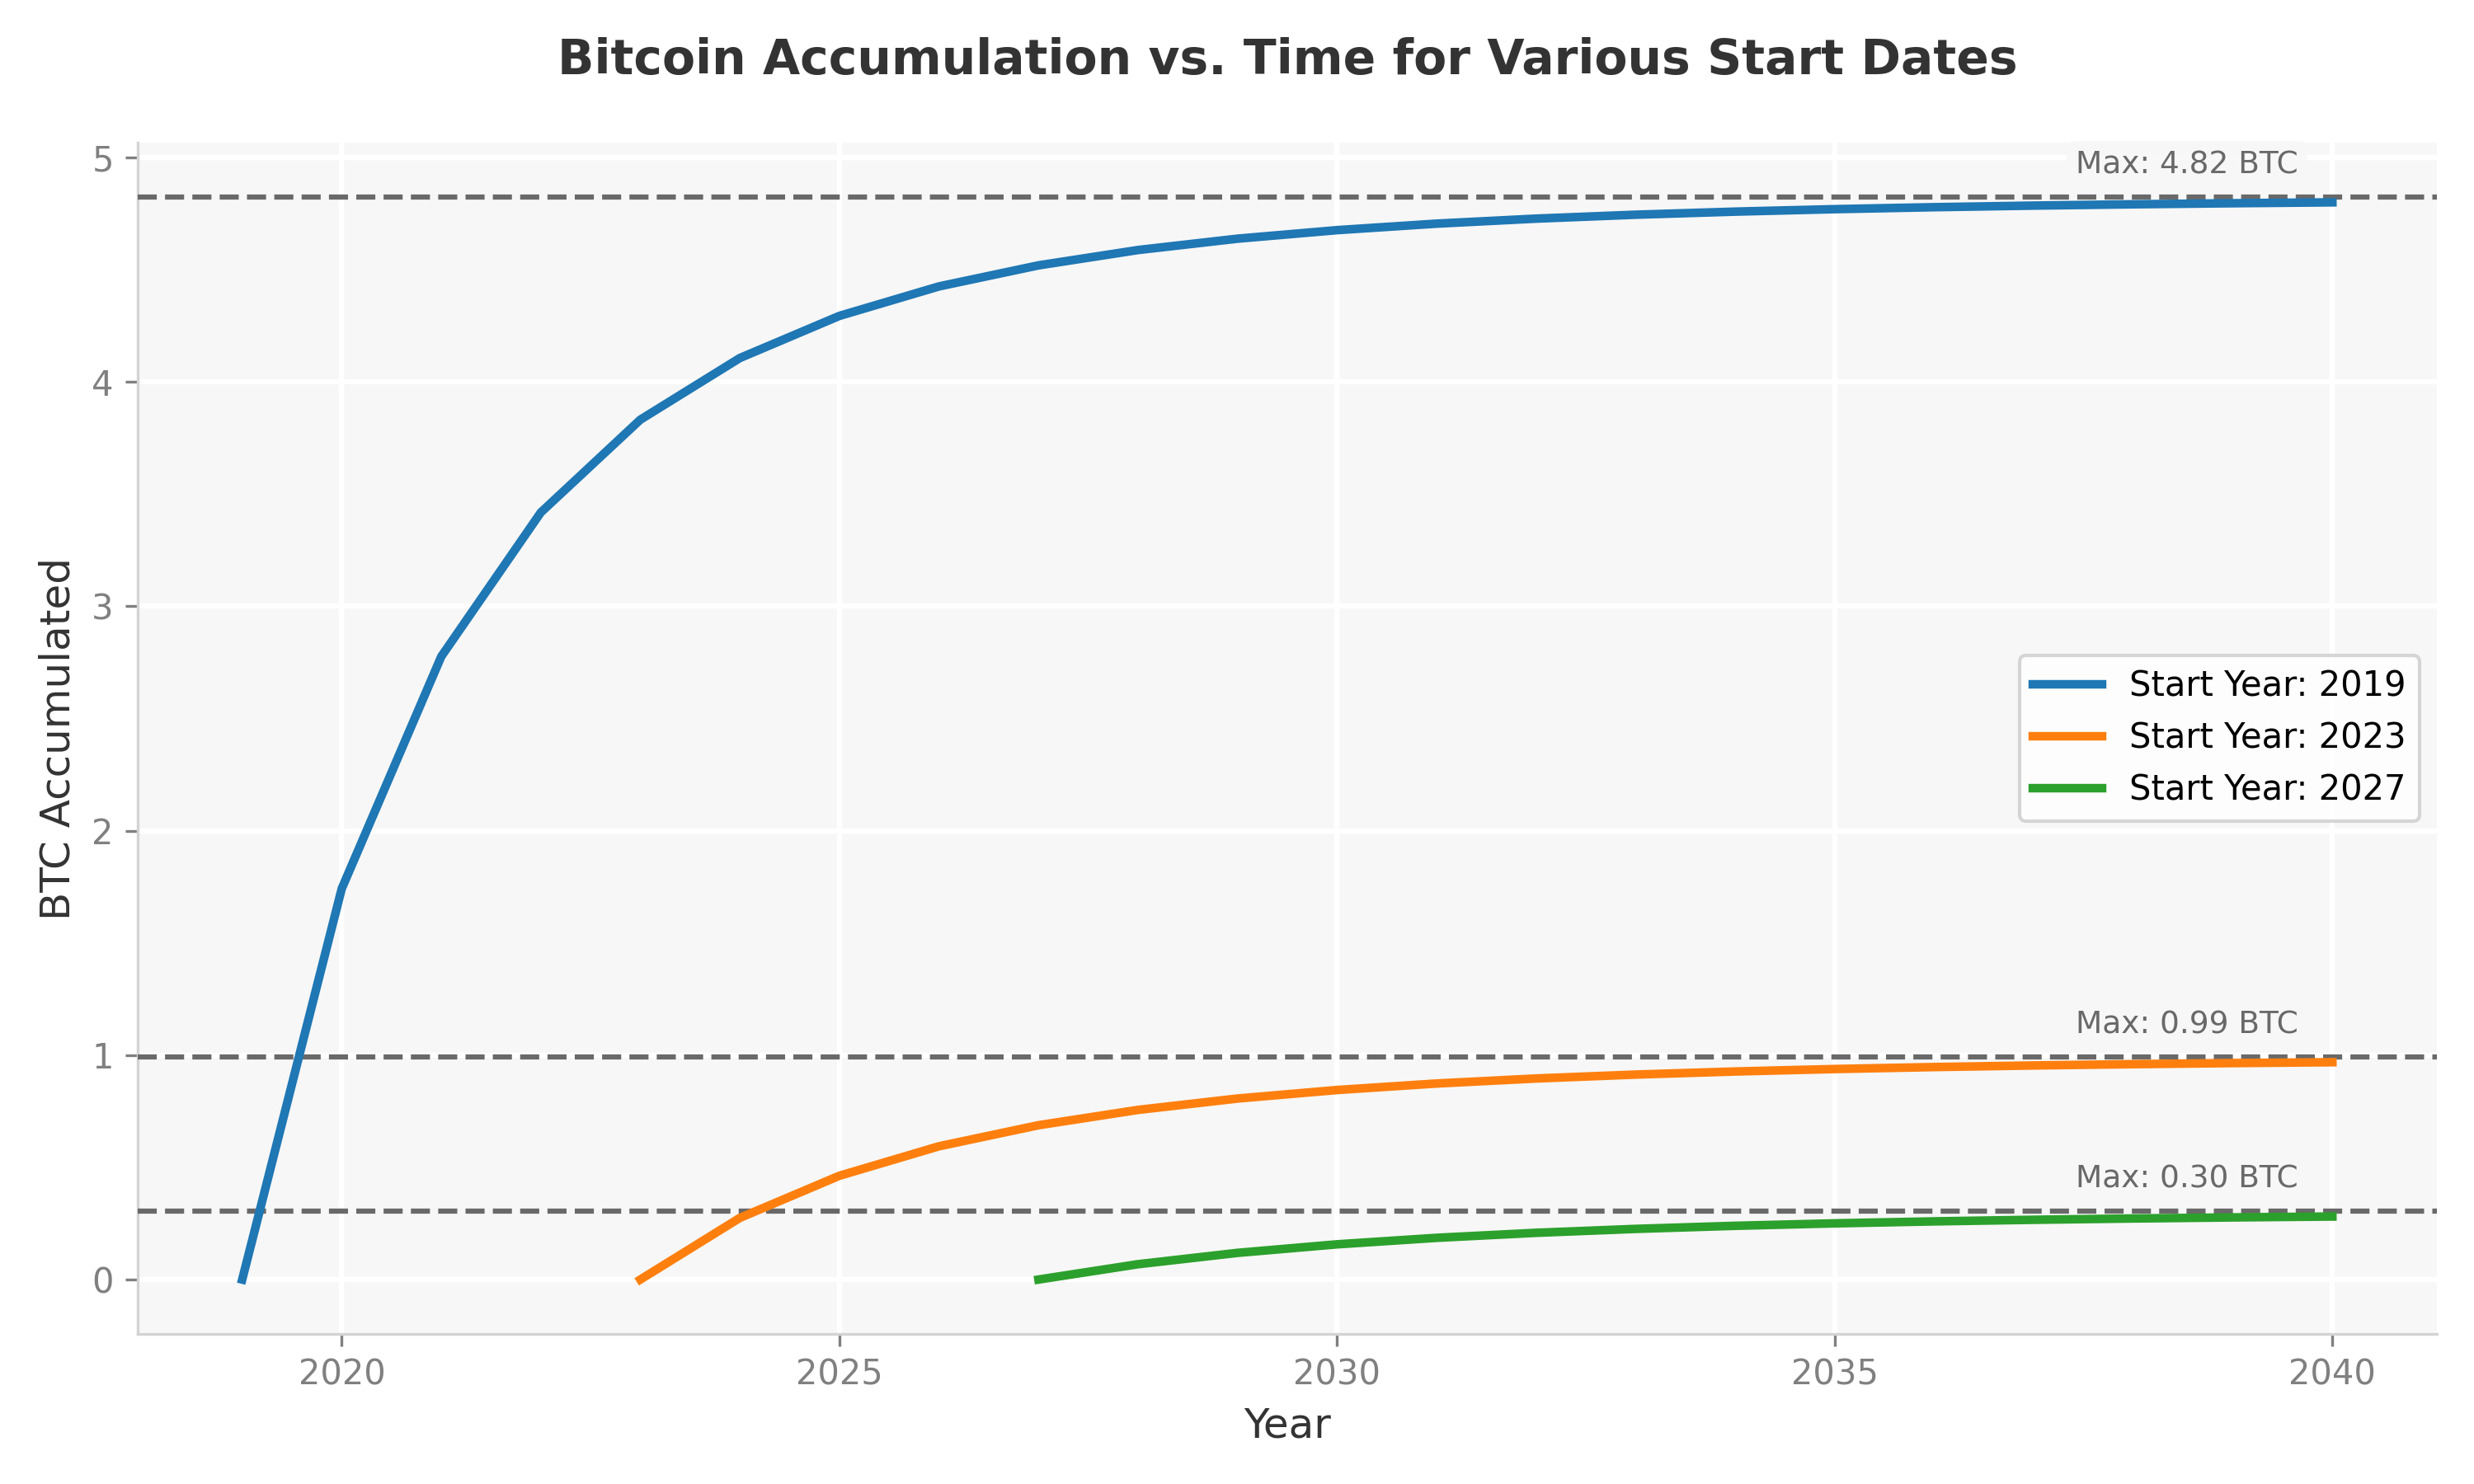 Bitcoin Accumulation vs. Time for Various Start Dates
BTC Accumulated
5
4
3
2
1
0
Max: 4.82 BTC
Start Year: 2019
Start Year: 2023
Start Year: 2027
Max: 0.99 BTC
Max: 0.30 BTC
2020 2025 2030 2035 2040
Year